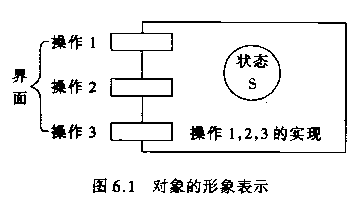 操作 1
状态
S
界面
操作 2
操作 3
操作 1,2,3 的实现
图 6.1 对象的形象表示